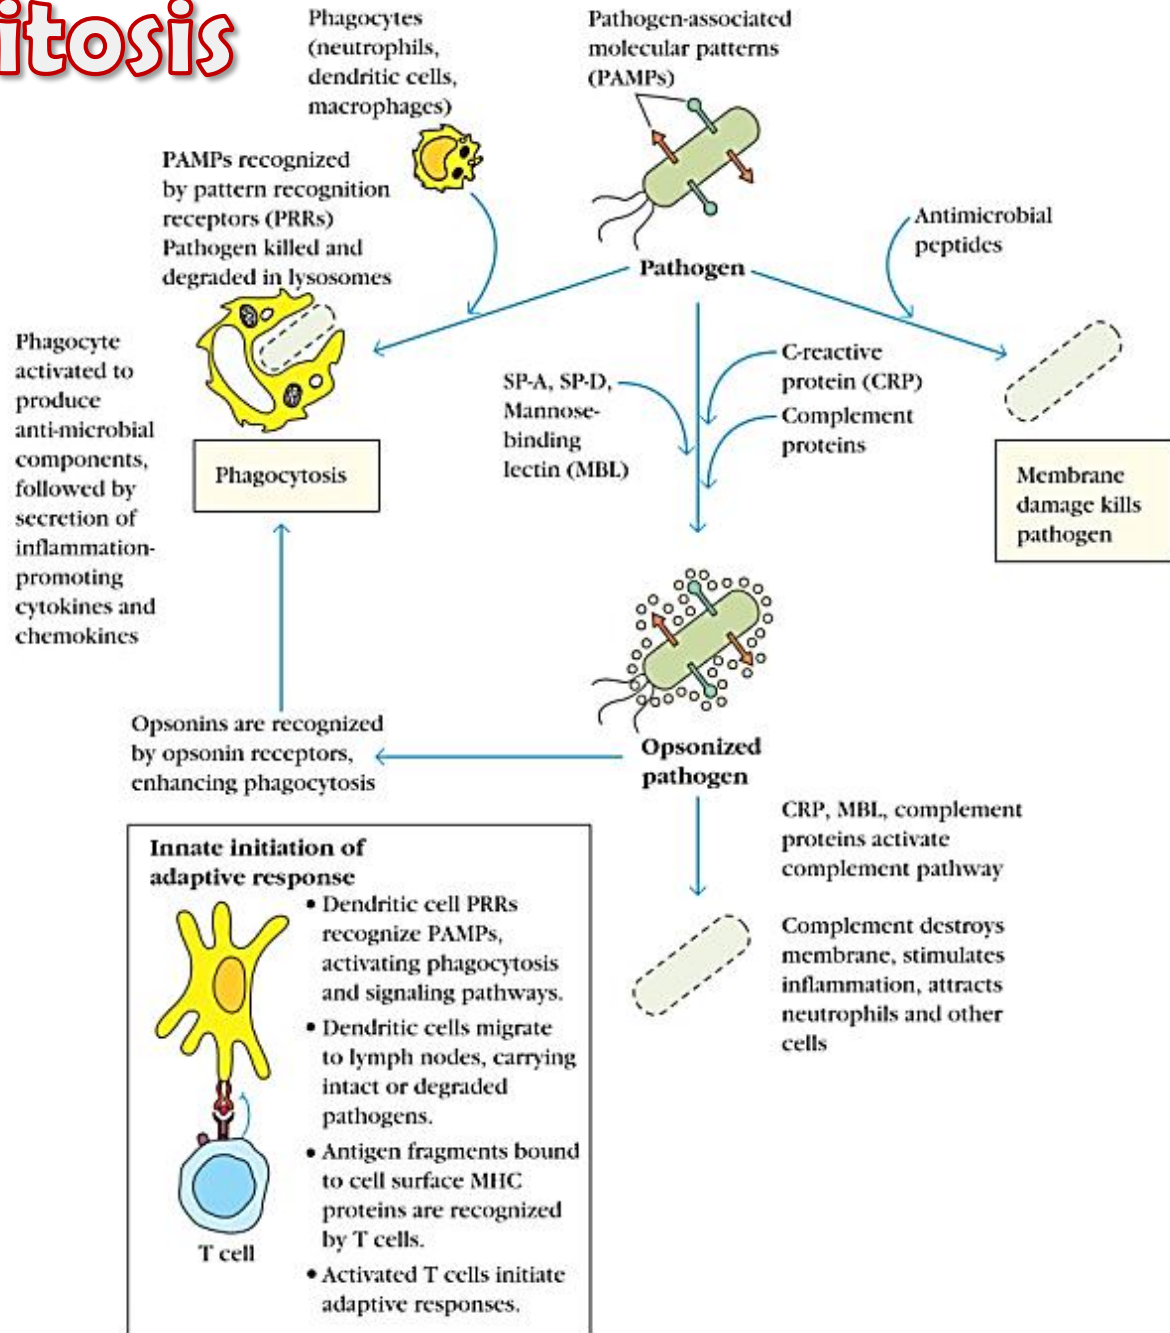 itosis
Phagocytes
(neutrophils,
dendritic cells,
macrophages)
Pathogen-associated
molecular patterns
(PAMPs)
PAMPs recognized
by pattern recognition
receptors (PRRs)
Pathogen killed and
degraded in lysosomes
Antimicrobial
peptides
Pathogen
Phagocyte
activated to
produce
anti-microbial
components,
followed by
secretion of
inflammation-
promoting
cytokines and
chemokines
SP-A, SP-D,
Mannose-
binding
lectin (MBL)
C-reactive
protein (CRP)
Complement
proteins
Phagocytosis
Membrane
damage kills
pathogen
Opsonins are recognized
by opsonin receptors,
enhancing phagocytosis
Opsonized
pathogen
CRP, MBL, complement
proteins activate
complement pathway
Complement destroys
membrane, stimulates
inflammation, attracts
neutrophils and other
cells
Innate initiation of
adaptive response
• Dendritic cell PRRs
recognize PAMPs,
activating phagocytosis
and signaling pathways.
• Dendritic cells migrate
to lymph nodes, carrying
intact or degraded
pathogens.
• Antigen fragments bound
to cell surface MHC
proteins are recognized
by T cells.
• Activated T cells initiate
adaptive responses.
T cell